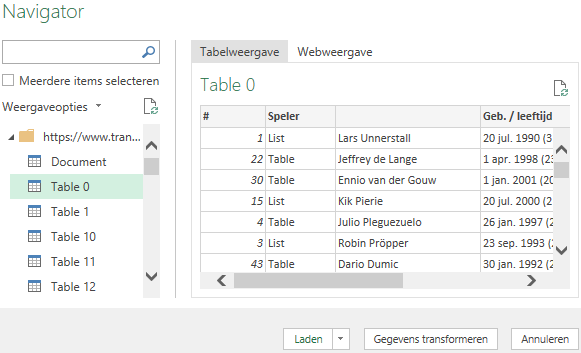 Navigator
Meerdere items selecteren
Weergaveopties
https://www.tran...
Document
Table 0
Table 1
Table 10
Table 11
Table 12
Tabelweergave Webweergave
Table 0
# Speler Geb. / leeftijd
1 List Lars Unnerstall 20 jul. 1990 (3
22 Table Jeffrey de Lange 1 apr. 1998 (23
30 Table Ennio van der Gouw 1 jan. 2001 (20
15 List Kik Pierie 20 jul. 2000 (2
4 Table Julio Pleguezuelo 26 jan. 1997 (2
3 List Robin Pröpper 23 sep. 1993 (2
43 Table Dario Dumic 30 jan. 1992 (2
Laden Gegevens transformeren Annuleren